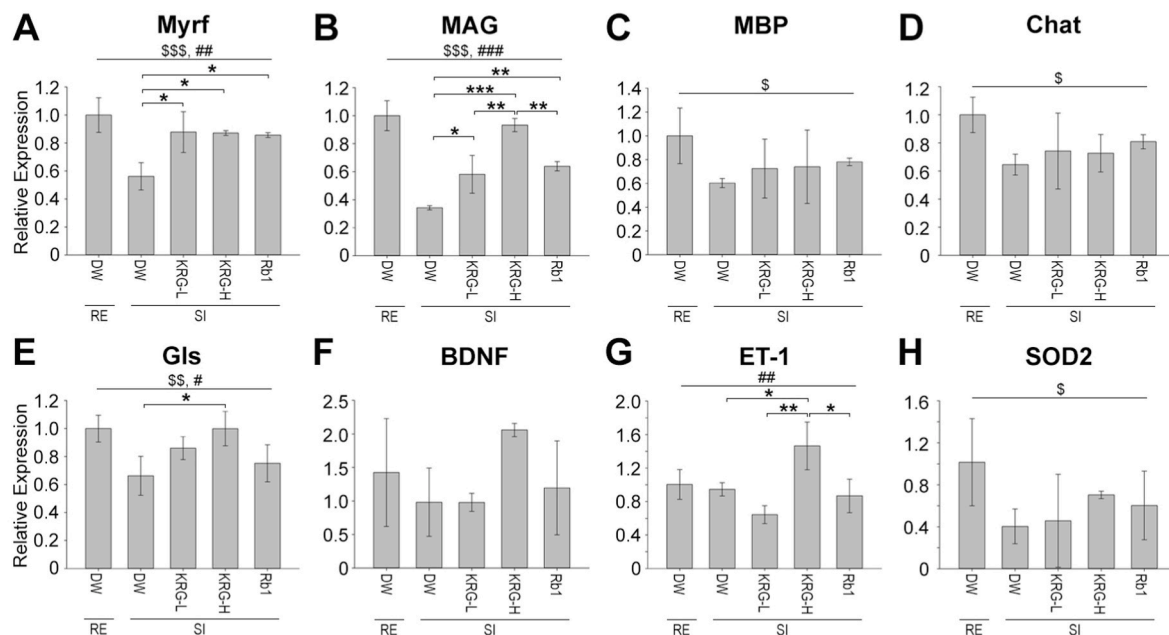 A Myrf
$$$, ##
*
*
*
Relative Expression
1.2
1.0
0.8
0.6
0.4
0.2
0
DW DW KRG-L KRG-H Rb1
RE SI
B MAG
$$$, ###
**
***
** **
*
1.2
1.0
0.8
0.6
0.4
0.2
0
DW DW KRG-L KRG-H Rb1
RE SI
C MBP
$
1.4
1.2
1.0
0.8
0.6
0.4
0.2
0
DW DW KRG-L KRG-H Rb1
RE SI
D Chat
$
1.2
1.0
0.8
0.6
0.4
0.2
0
DW DW KRG-L KRG-H Rb1
RE SI
E Gls
$$, #
*
Relative Expression
1.2
1.0
0.8
0.6
0.4
0.2
0
DW DW KRG-L KRG-H Rb1
RE SI
F BDNF
2.5
2.0
1.5
1.0
0.5
0
DW DW KRG-L KRG-H Rb1
RE SI
G ET-1
##
*
** *
2.0
1.6
1.2
0.8
0.4
0
DW DW KRG-L KRG-H Rb1
RE SI
H SOD2
$
1.6
1.2
0.8
0.4
0
DW DW KRG-L KRG-H Rb1
RE SI